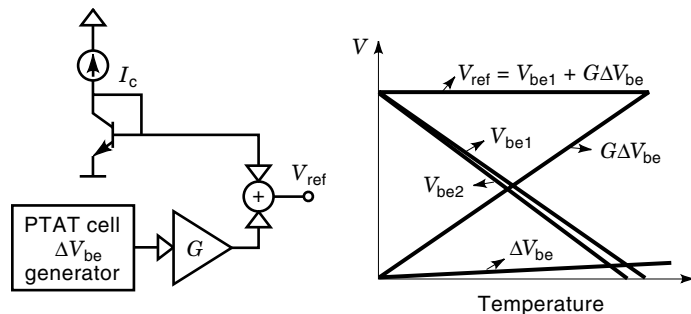 I_c
V_ref
+
PTAT cell
ΔV_be
generator
G
V
V_ref = V_be1 + GΔV_be
V_be1
GΔV_be
V_be2
ΔV_be
Temperature